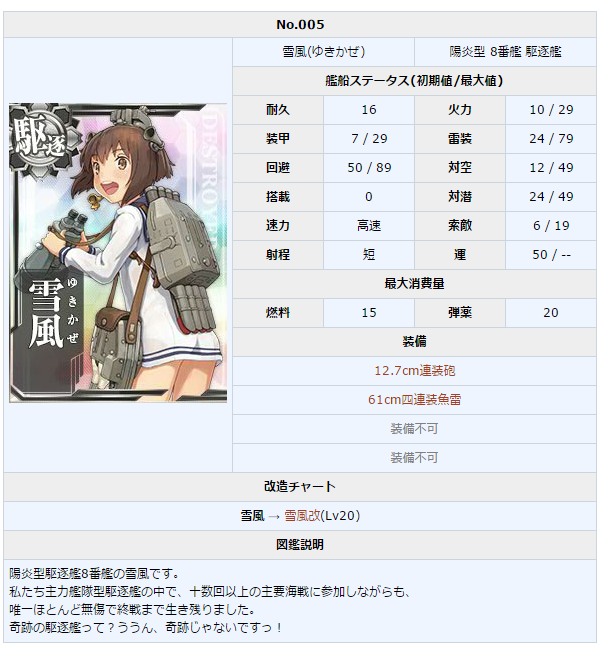 No.005
雪風(ゆきかぜ) 陽炎型 8番艦 駆逐艦
艦船ステータス(初期値/最大値)
耐久 16 火力 10 / 29
装甲 7 / 29 雷装 24 / 79
回避 50 / 89 対空 12 / 49
搭載 0 対潜 24 / 49
速力 高速 索敵 6 / 19
射程 短 運 50 / --
最大消費量
燃料 15 弾薬 20
装備
12.7cm連装砲
61cm四連装魚雷
装備不可
装備不可
駆逐
DESTROYER
雪風
ゆきかぜ
改造チャート
雪風 → 雪風改(Lv20)
図鑑説明
陽炎型駆逐艦8番艦の雪風です。
私たち主力艦隊型駆逐艦の中で、十数回以上の主要海戦に参加しながらも、
唯一ほとんど無傷で終戦まで生き残りました。
奇跡の駆逐艦って？ううん、奇跡じゃないですっ！